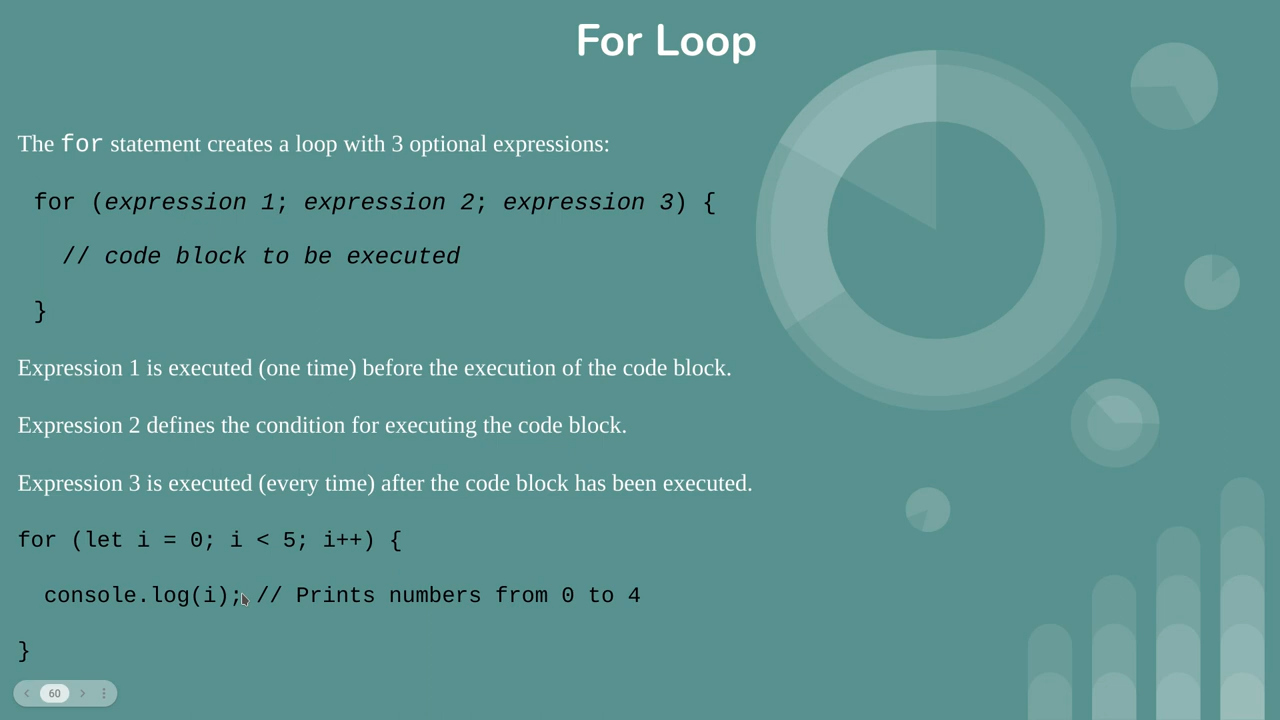 For Loop
The for statement creates a loop with 3 optional expressions:
for (expression 1; expression 2; expression 3) {
// code block to be executed
}
Expression 1 is executed (one time) before the execution of the code block.
Expression 2 defines the condition for executing the code block.
Expression 3 is executed (every time) after the code block has been executed.
for (let i = 0; i < 5; i++) {
console.log(i); // Prints numbers from 0 to 4
}
60